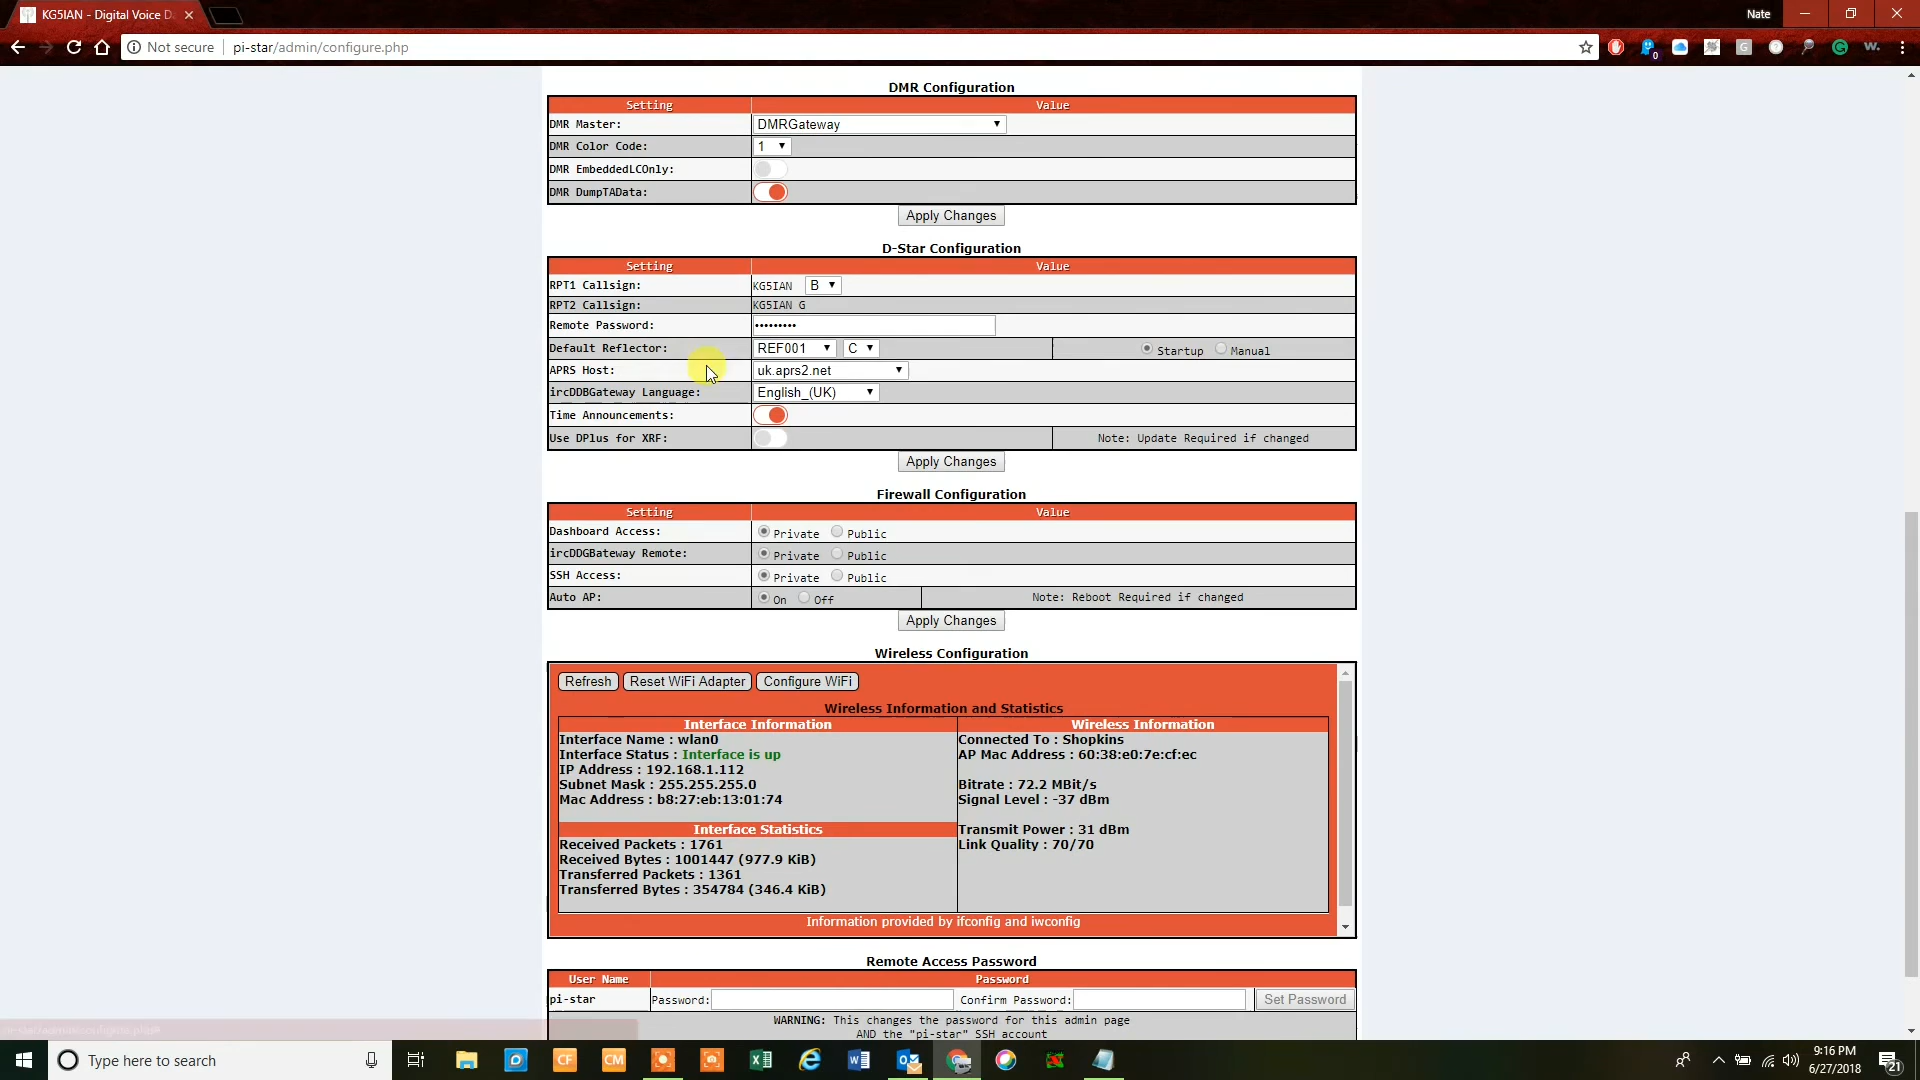 KG5IAN - Digital Voice Da
Nate
Not secure pi-star/admin/configure.php
0
G
w.
DMR Configuration
Setting Value
DMR Master: DMRGateway
DMR Color Code: 1
DMR EmbeddedLCOnly:
DMR DumpTAData:
Apply Changes
D-Star Configuration
Setting Value
RPT1 Callsign: KG5IAN B
RPT2 Callsign: KG5IAN G
Remote Password: •••••••••
Default Reflector: REF001 C Startup Manual
APRS Host: uk.aprs2.net
ircDDBGateway Language: English_(UK)
Time Announcements:
Use DPlus for XRF: Note: Update Required if changed
Apply Changes
Firewall Configuration
Setting Value
Dashboard Access: Private Public
ircDDGBateway Remote: Private Public
SSH Access: Private Public
Auto AP: On Off Note: Reboot Required if changed
Apply Changes
Wireless Configuration
Refresh Reset WiFi Adapter Configure WiFi
Wireless Information and Statistics
Interface Information Wireless Information
Interface Name : wlan0 Connected To : Shopkins
Interface Status : Interface is up AP Mac Address : 60:38:e0:7e:cf:ec
IP Address : 192.168.1.112
Subnet Mask : 255.255.255.0 Bitrate : 72.2 MBit/s
Mac Address : b8:27:eb:13:01:74 Signal Level : -37 dBm
Interface Statistics Transmit Power : 31 dBm
Received Packets : 1761 Link Quality : 70/70
Received Bytes : 1001447 (977.9 KiB)
Transferred Packets : 1361
Transferred Bytes : 354784 (346.4 KiB)
Information provided by ifconfig and iwconfig
Remote Access Password
User Name Password
pi-star Password: Confirm Password: Set Password
WARNING: This changes the password for this admin page
AND the "pi-star" SSH account
Type here to search
CF
CM
9:16 PM
6/27/2018
21